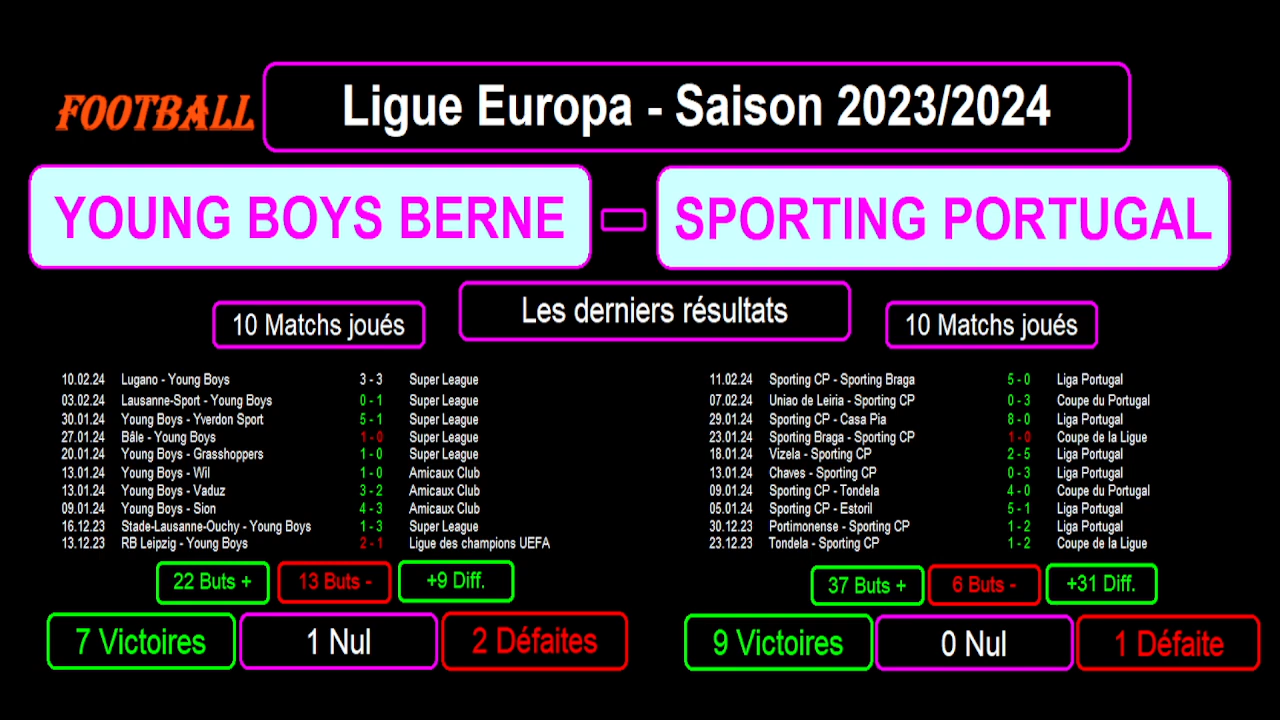 FOOTBALL
Ligue Europa - Saison 2023/2024
YOUNG BOYS BERNE - SPORTING PORTUGAL
Les derniers résultats
10 Matchs joués
10 Matchs joués
10.02.24 Lugano - Young Boys 3 - 3 Super League
03.02.24 Lausanne-Sport - Young Boys 0 - 1 Super League
30.01.24 Young Boys - Yverdon Sport 5 - 1 Super League
27.01.24 Bâle - Young Boys 1 - 0 Super League
20.01.24 Young Boys - Grasshoppers 1 - 0 Super League
13.01.24 Young Boys - Wil 1 - 0 Amicaux Club
13.01.24 Young Boys - Vaduz 3 - 2 Amicaux Club
09.01.24 Young Boys - Sion 4 - 3 Amicaux Club
16.12.23 Stade-Lausanne-Ouchy - Young Boys 1 - 3 Super League
13.12.23 RB Leipzig - Young Boys 2 - 1 Ligue des champions UEFA
22 Buts + 13 Buts - +9 Diff.
7 Victoires 1 Nul 2 Défaites
11.02.24 Sporting CP - Sporting Braga 5 - 0 Liga Portugal
07.02.24 Uniao de Leiria - Sporting CP 0 - 3 Coupe du Portugal
29.01.24 Sporting CP - Casa Pia 8 - 0 Liga Portugal
23.01.24 Sporting Braga - Sporting CP 1 - 0 Coupe de la Ligue
18.01.24 Vizela - Sporting CP 2 - 5 Liga Portugal
13.01.24 Chaves - Sporting CP 0 - 3 Liga Portugal
09.01.24 Sporting CP - Tondela 4 - 0 Coupe du Portugal
05.01.24 Sporting CP - Estoril 5 - 1 Liga Portugal
30.12.23 Portimonense - Sporting CP 1 - 2 Liga Portugal
23.12.23 Tondela - Sporting CP 1 - 2 Coupe de la Ligue
37 Buts + 6 Buts - +31 Diff.
9 Victoires 0 Nul 1 Défaite